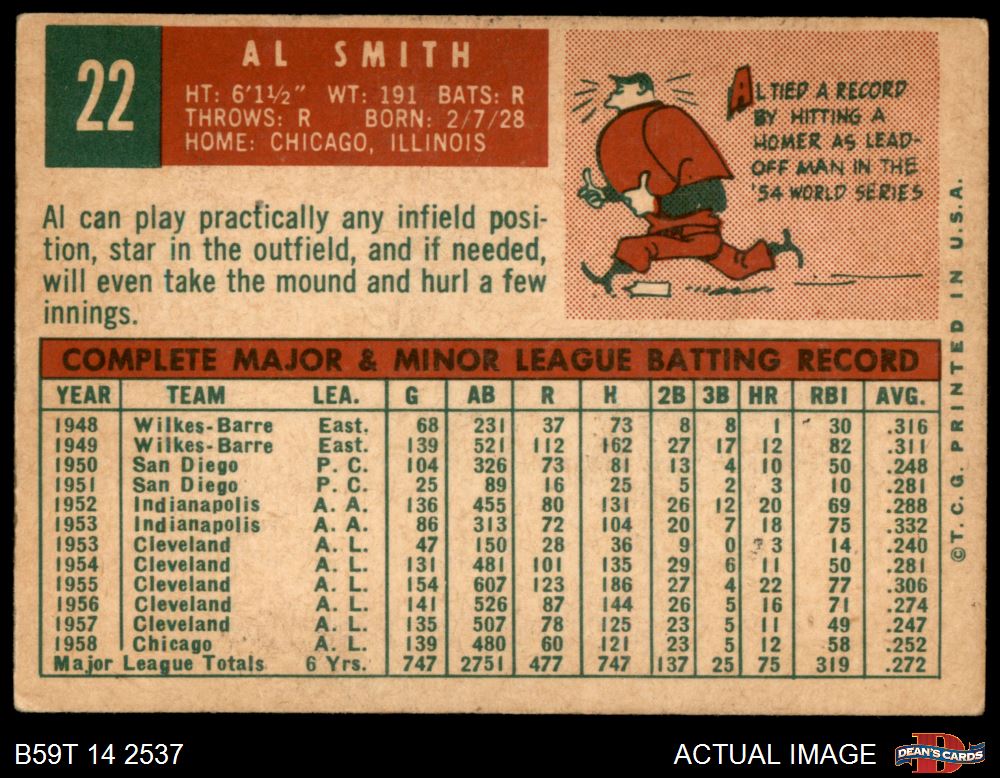 22
AL SMITH
HT: 6'1½" WT: 191 BATS: R
THROWS: R BORN: 2/7/28
HOME: CHICAGO, ILLINOIS
AL TIED A RECORD
BY HITTING A
HOMER AS LEAD-
OFF MAN IN THE
'54 WORLD SERIES
Al can play practically any infield posi-
tion, star in the outfield, and if needed,
will even take the mound and hurl a few
innings.
COMPLETE MAJOR & MINOR LEAGUE BATTING RECORD
YEAR TEAM LEA. G AB R H 2B 3B HR RBI AVG.
1948 Wilkes-Barre East. 68 231 37 73 8 8 1 30 .316
1949 Wilkes-Barre East. 139 521 112 162 27 17 12 82 .311
1950 San Diego P. C. 104 326 73 81 13 4 10 50 .248
1951 San Diego P. C. 25 89 16 25 5 2 3 10 .281
1952 Indianapolis A. A. 136 455 80 131 26 12 20 69 .288
1953 Indianapolis A. A. 86 313 72 104 20 7 18 75 .332
1953 Cleveland A. L. 47 150 28 36 9 0 3 14 .240
1954 Cleveland A. L. 131 481 101 135 29 6 11 50 .281
1955 Cleveland A. L. 154 607 123 186 27 4 22 77 .306
1956 Cleveland A. L. 141 526 87 144 26 5 16 71 .274
1957 Cleveland A. L. 135 507 78 125 23 5 11 49 .247
1958 Chicago A. L. 139 480 60 121 23 5 12 58 .252
Major League Totals 6 Yrs. 747 2751 477 747 137 25 75 319 .272
© T. C. G. PRINTED IN U.S.A.
B59T 14 2537
ACTUAL IMAGE
D
DEAN'S CARDS